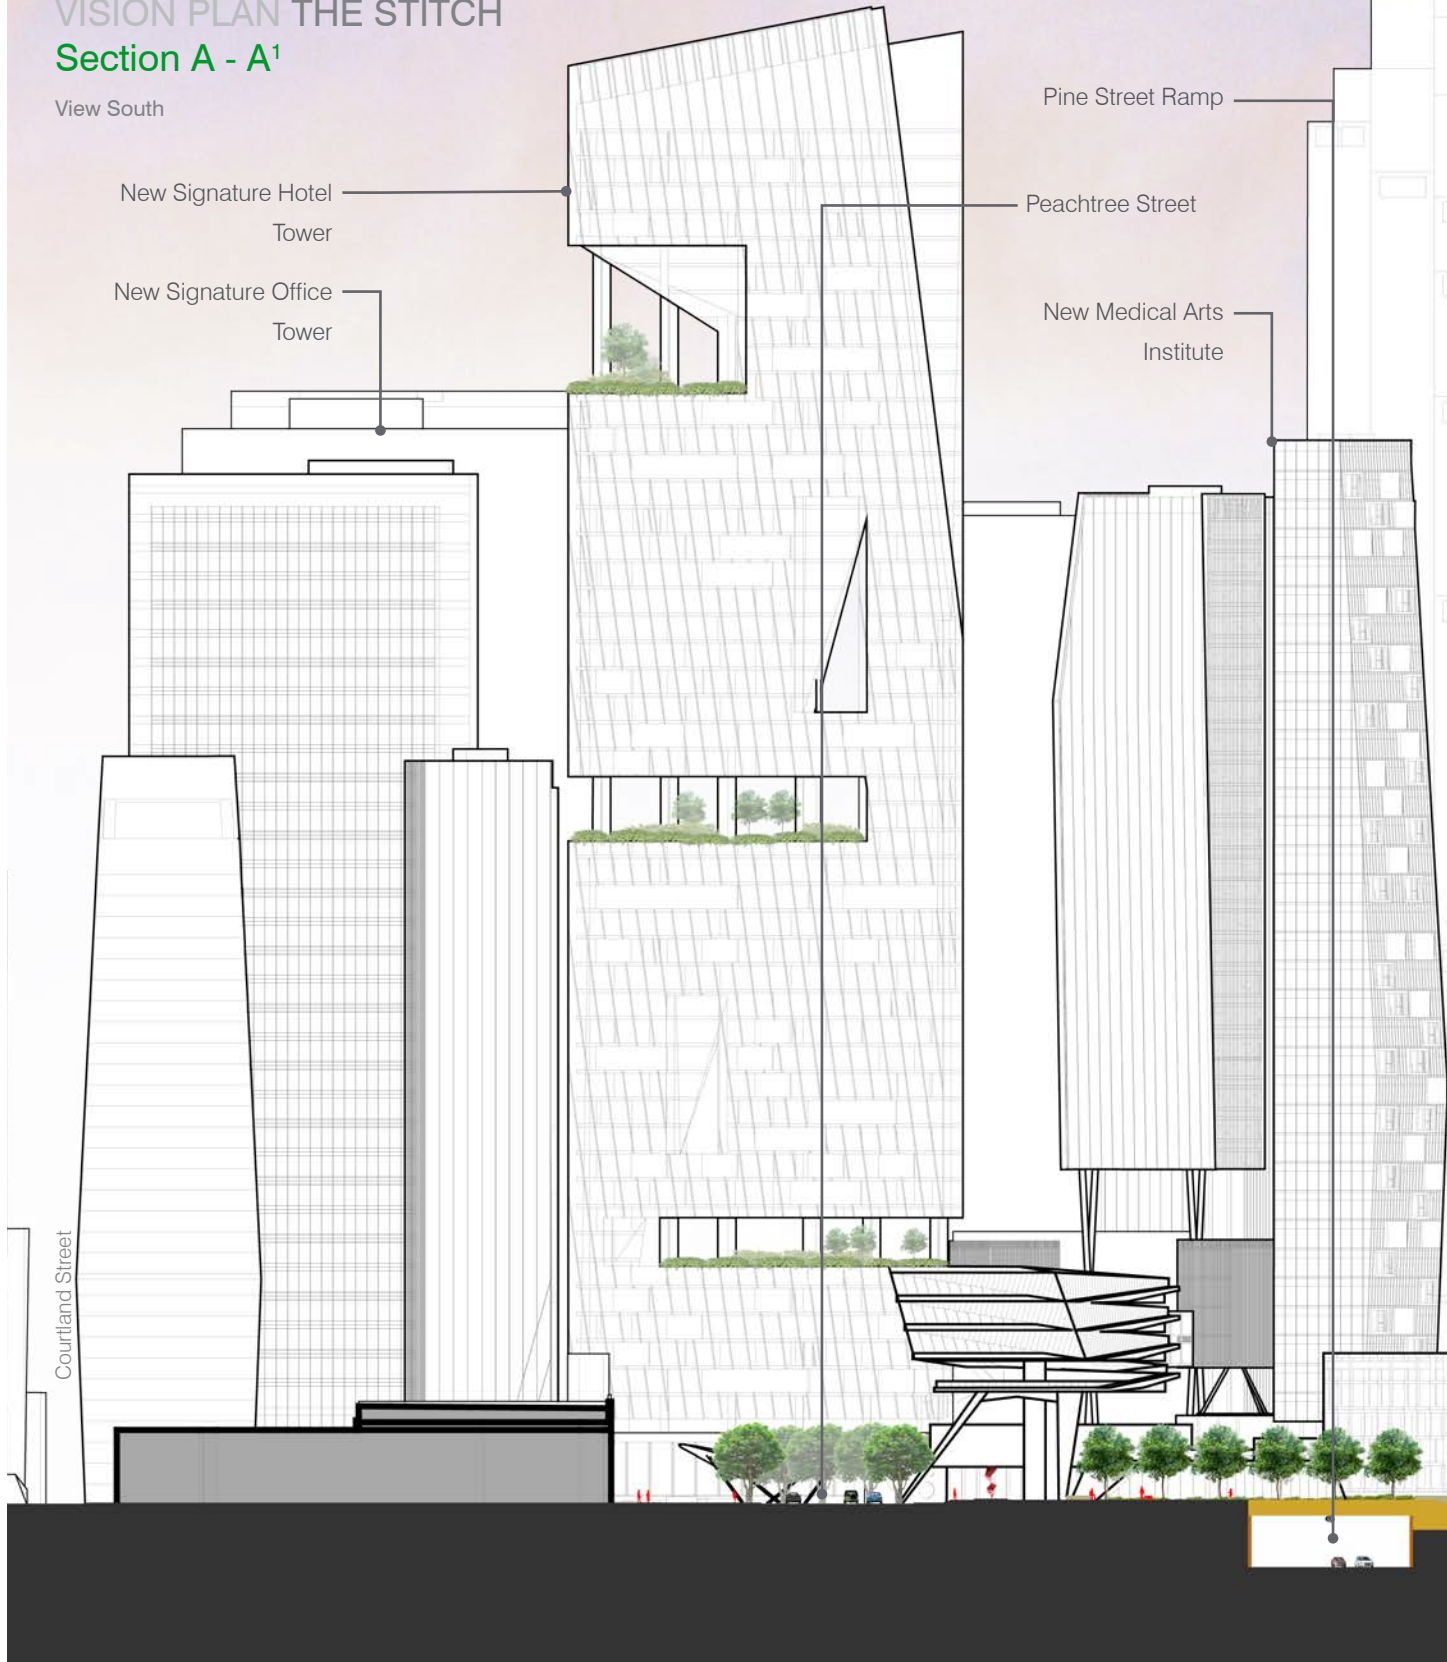 VISION PLAN THE STITCH
Section A - A¹
View South
New Signature Hotel
Tower
New Signature Office
Tower
Pine Street Ramp
Peachtree Street
New Medical Arts
Institute
Courtland Street